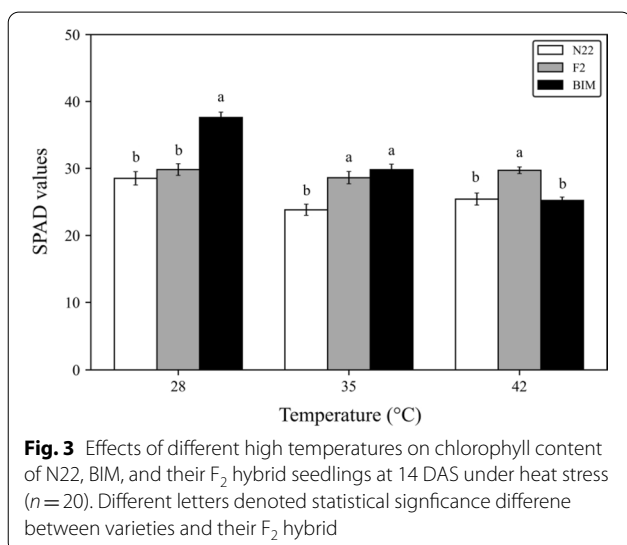 50
40
30
20
10
0
SPAD values
N22
F2
BIM
b
b
a
b
a
a
b
a
b
28
35
42
Temperature (°C)
Fig. 3 Effects of different high temperatures on chlorophyll content
of N22, BIM, and their F₂ hybrid seedlings at 14 DAS under heat stress
(n = 20). Different letters denoted statistical signficance differene
between varieties and their F₂ hybrid